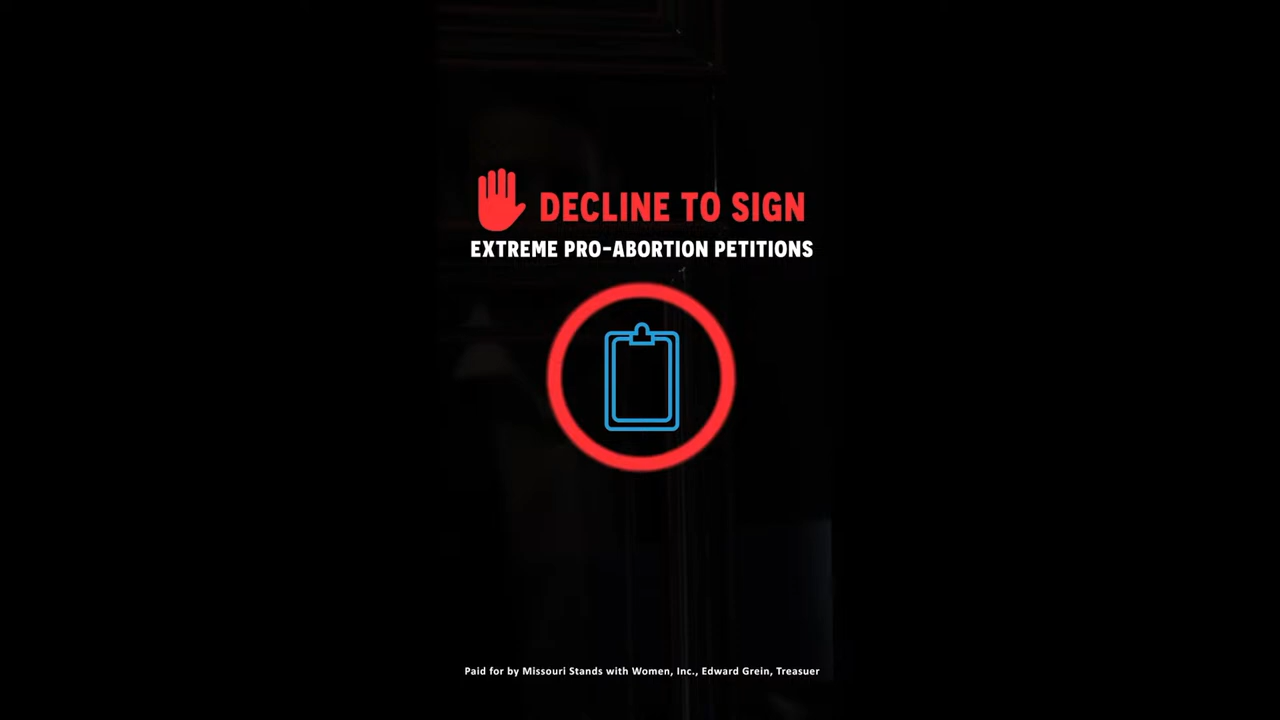 DECLINE TO SIGN
EXTREME PRO-ABORTION PETITIONS
Paid for by Missouri Stands with Women, Inc., Edward Grein, Treasuer